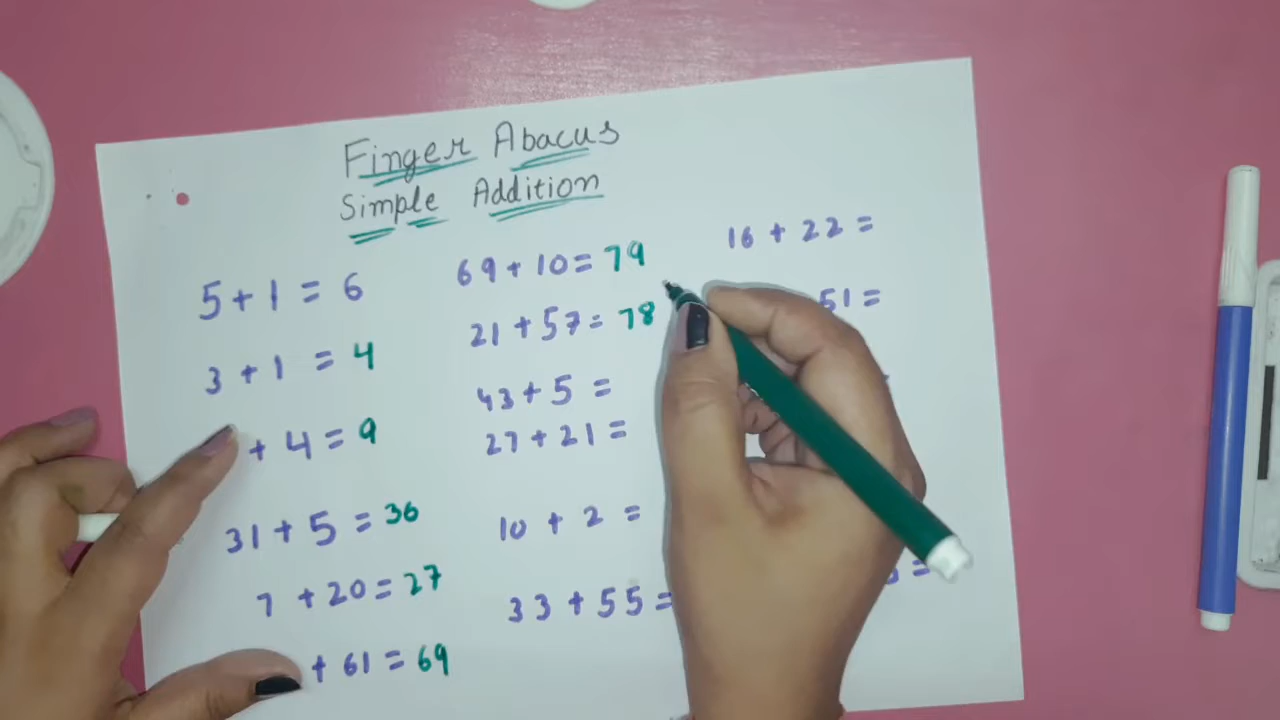 Finger Abacus
Simple Addition
5 + 1 = 6
3 + 1 = 4
+ 4 = 9
31 + 5 = 36
7 + 20 = 27
+ 61 = 69
69 + 10 = 79
21 + 57 = 78
43 + 5 =
27 + 21 =
10 + 2 =
33 + 55 =
16 + 22 =
51 =
=